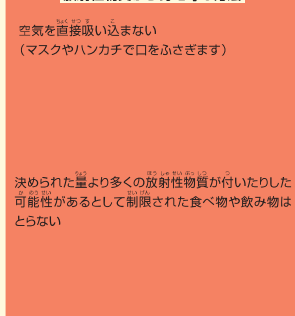 空気を直接吸い込まない
（マスクやハンカチで口をふさぎます）
決められた量より多くの放射性物質が付いたりした
可能性があるとして制限された食べ物や飲み物は
とらない